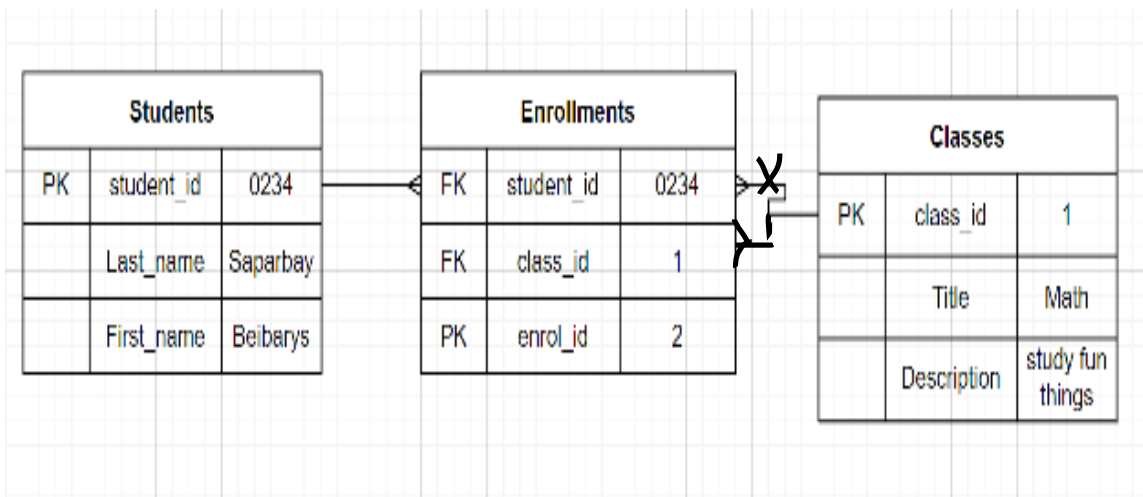 Students
PK student_id 0234
Last_name Saparbay
First_name Beibarys
Enrollments
FK student_id 0234
FK class_id 1
PK enrol_id 2
Classes
PK class_id 1
Title Math
Description study fun
things